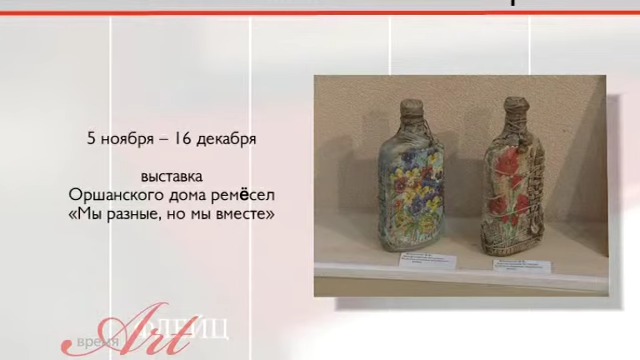 5 ноября – 16 декабря
выставка
Оршанского дома ремёсел
«Мы разные, но мы вместе»
время Art